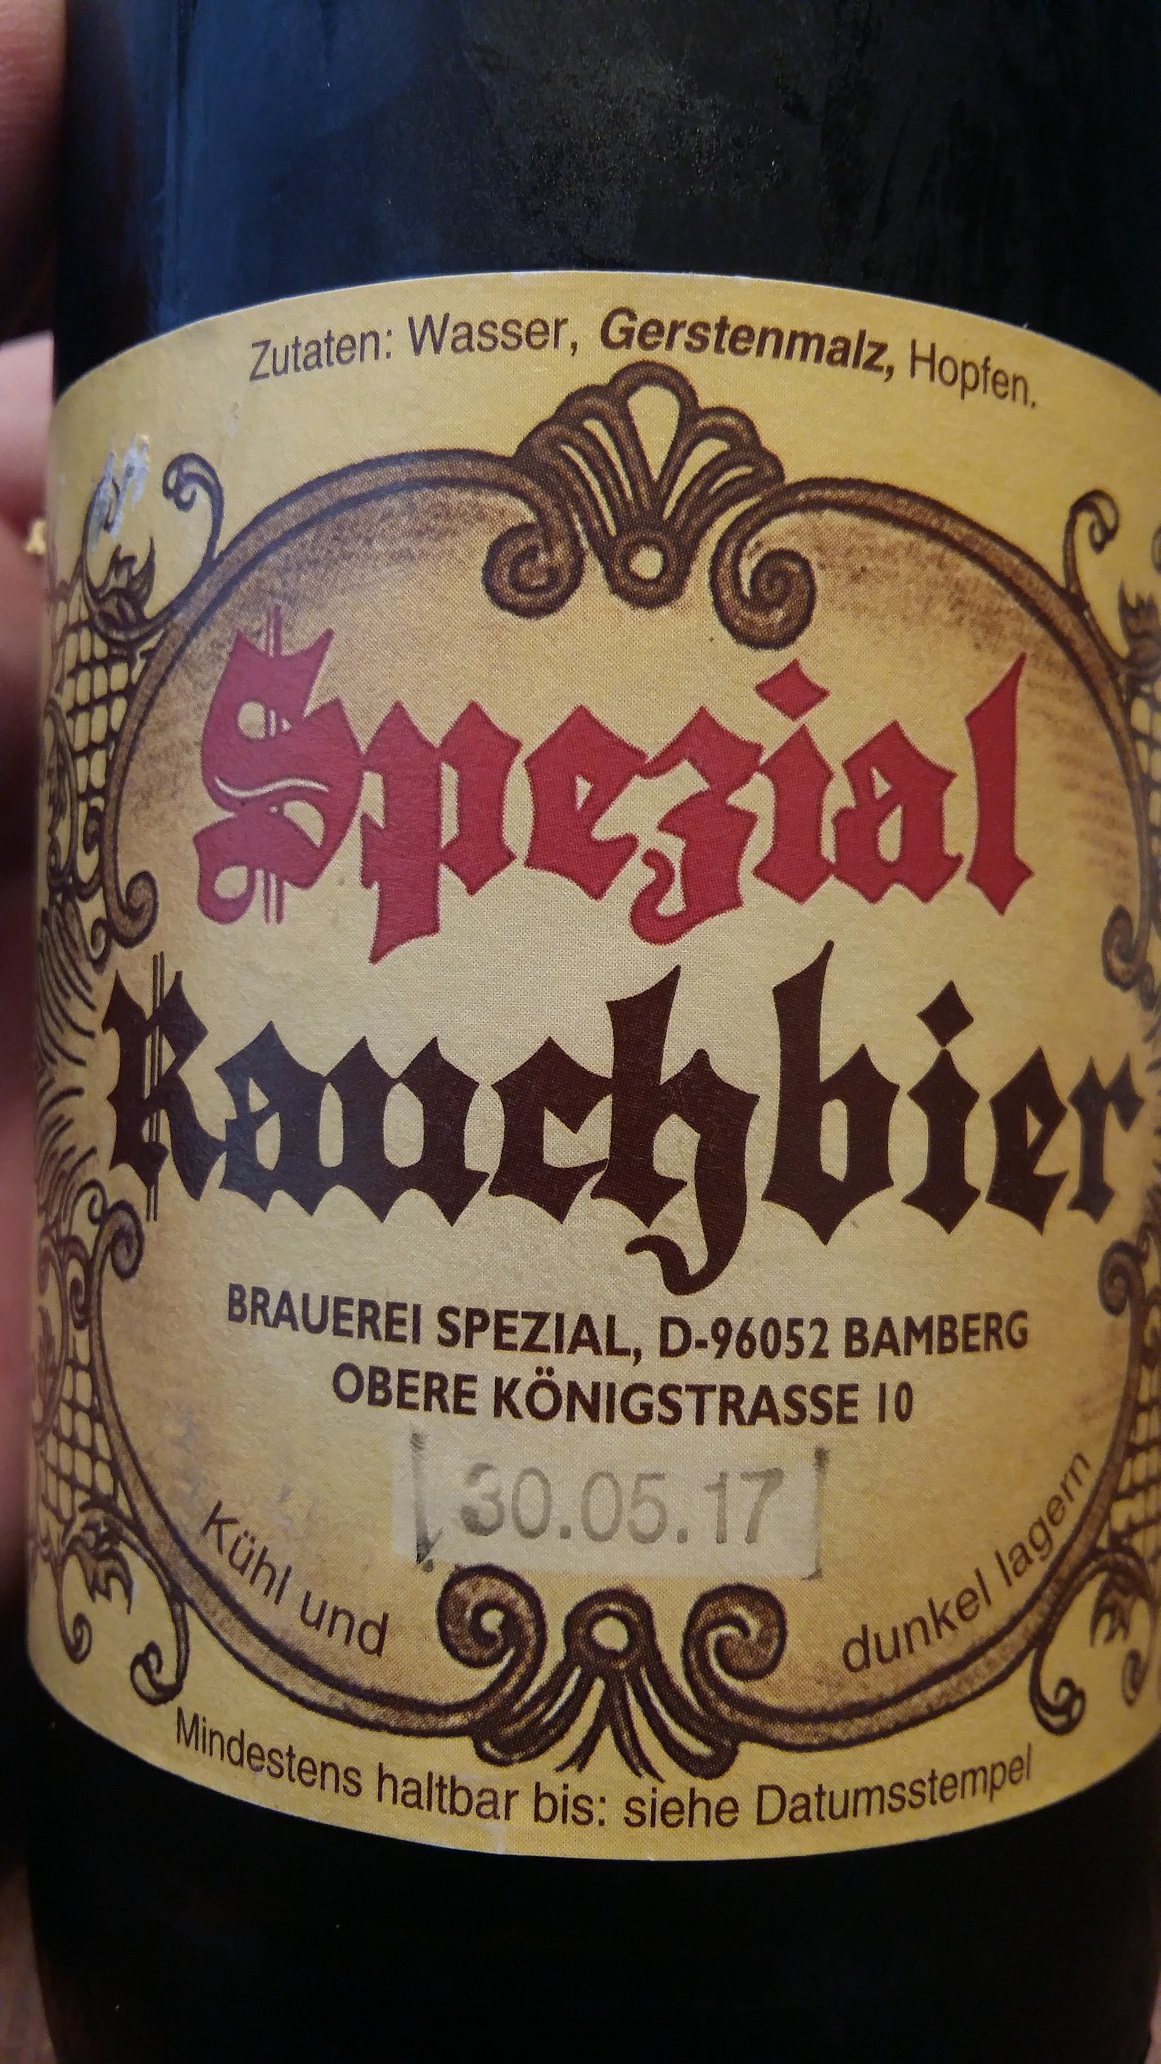 Zutaten: Wasser, Gerstenmalz, Hopfen.
Spezial
Rauchbier
BRAUEREI SPEZIAL, D-96052 BAMBERG
OBERE KÖNIGSTRASSE 10
30.05.17
Kühl und dunkel lagern
Mindestens haltbar bis: siehe Datumsstempel